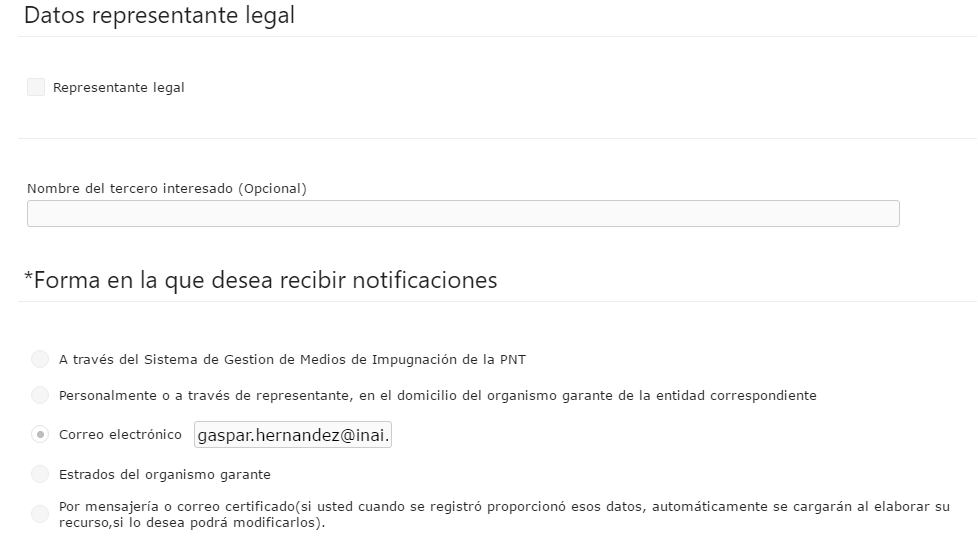 Datos representante legal
Representante legal
Nombre del tercero interesado (Opcional)
*Forma en la que desea recibir notificaciones
A través del Sistema de Gestion de Medios de Impugnación de la PNT
Personalmente o a través de representante, en el domicilio del organismo garante de la entidad correspondiente
Correo electrónico gaspar.hernandez@inai.
Estrados del organismo garante
Por mensajería o correo certificado(si usted cuando se registró proporcionó esos datos, automáticamente se cargarán al elaborar su
recurso,si lo desea podrá modificarlos).